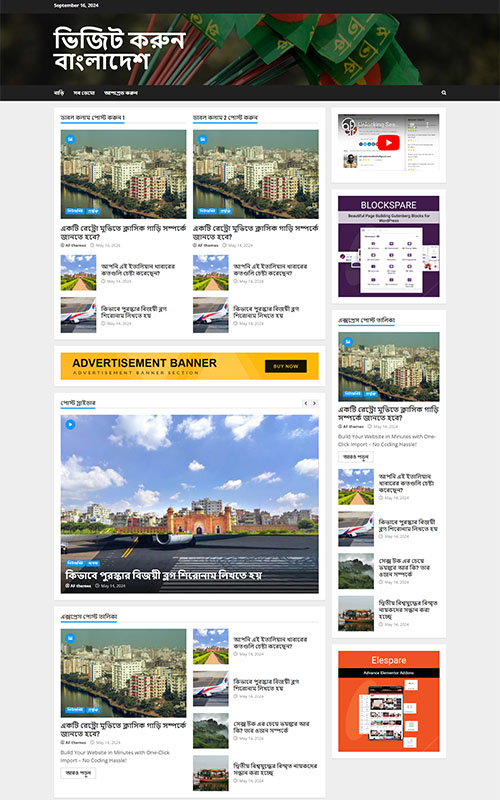 September 16, 2024
ভিজিট করুন
বাংলাদেশ
বাড়ি
সব ডেমো
আপগ্রেড করুন
ডাবল কলাম পোস্ট করুন 1
ডাবল কলাম 2 পোস্ট করুন
একটি রেট্রো মুভিতে ক্লাসিক গাড়ি সম্পর্কে
জানতে হবে?
AF themes
May 14, 2024
একটি রেট্রো মুভিতে ক্লাসিক গাড়ি সম্পর্কে
জানতে হবে?
AF themes
May 14, 2024
আপনি এই ইতালিয়ান খাবারের
কতগুলি চেষ্টা করেছেন?
May 14, 2024
আপনি এই ইতালিয়ান খাবারের
কতগুলি চেষ্টা করেছেন?
May 14, 2024
কিভাবে পুরস্কার বিজয়ী ব্লগ
শিরোনাম লিখতে হয়
May 14, 2024
কিভাবে পুরস্কার বিজয়ী ব্লগ
শিরোনাম লিখতে হয়
May 14, 2024
ADVERTISEMENT BANNER
ADVERTISEMENT BANNER SECTION
BUY NOW
পোস্ট স্লাইডার
কিভাবে পুরস্কার বিজয়ী ব্লগ শিরোনাম লিখতে হয়
AF themes
May 14, 2024
এক্সপ্রেস পোস্ট তালিকা
একটি রেট্রো মুভিতে ক্লাসিক গাড়ি সম্পর্কে
জানতে হবে?
AF themes
May 14, 2024
Build Your Website in Minutes with One-Click
Import – No Coding Hassle!
আরও পড়ুন
আপনি এই ইতালিয়ান খাবারের
কতগুলি চেষ্টা করেছেন?
May 14, 2024
কিভাবে পুরস্কার বিজয়ী ব্লগ
শিরোনাম লিখতে হয়
May 14, 2024
সেক্স টক এর চেয়ে ভয়ঙ্কর আর
কি? তার ওজন সম্পর্কে
May 14, 2024
দ্বিতীয় বিশ্বযুদ্ধের বিস্মৃত নায়কদের
সন্ধান করা হচ্ছে
May 14, 2024
BLOCKSPARE
Beautiful Page Building Gutenberg Blocks for
WordPress
এক্সপ্রেস পোস্ট তালিকা
একটি রেট্রো মুভিতে ক্লাসিক গাড়ি
সম্পর্কে জানতে হবে?
AF themes
May 14, 2024
Build Your Website in Minutes with One-
Click Import – No Coding Hassle!
আরও পড়ুন
আপনি এই ইতালিয়ান
খাবারের কতগুলি চেষ্টা
করেছেন?
May 14, 2024
কিভাবে পুরস্কার বিজয়ী
ব্লগ শিরোনাম লিখতে হয়
May 14, 2024
সেক্স টক এর চেয়ে
ভয়ঙ্কর আর কি? তার
ওজন সম্পর্কে
May 14, 2024
দ্বিতীয় বিশ্বযুদ্ধের বিস্মৃত
নায়কদের সন্ধান করা
হচ্ছে
May 14, 2024
Elespare
Advance Elementor Addons